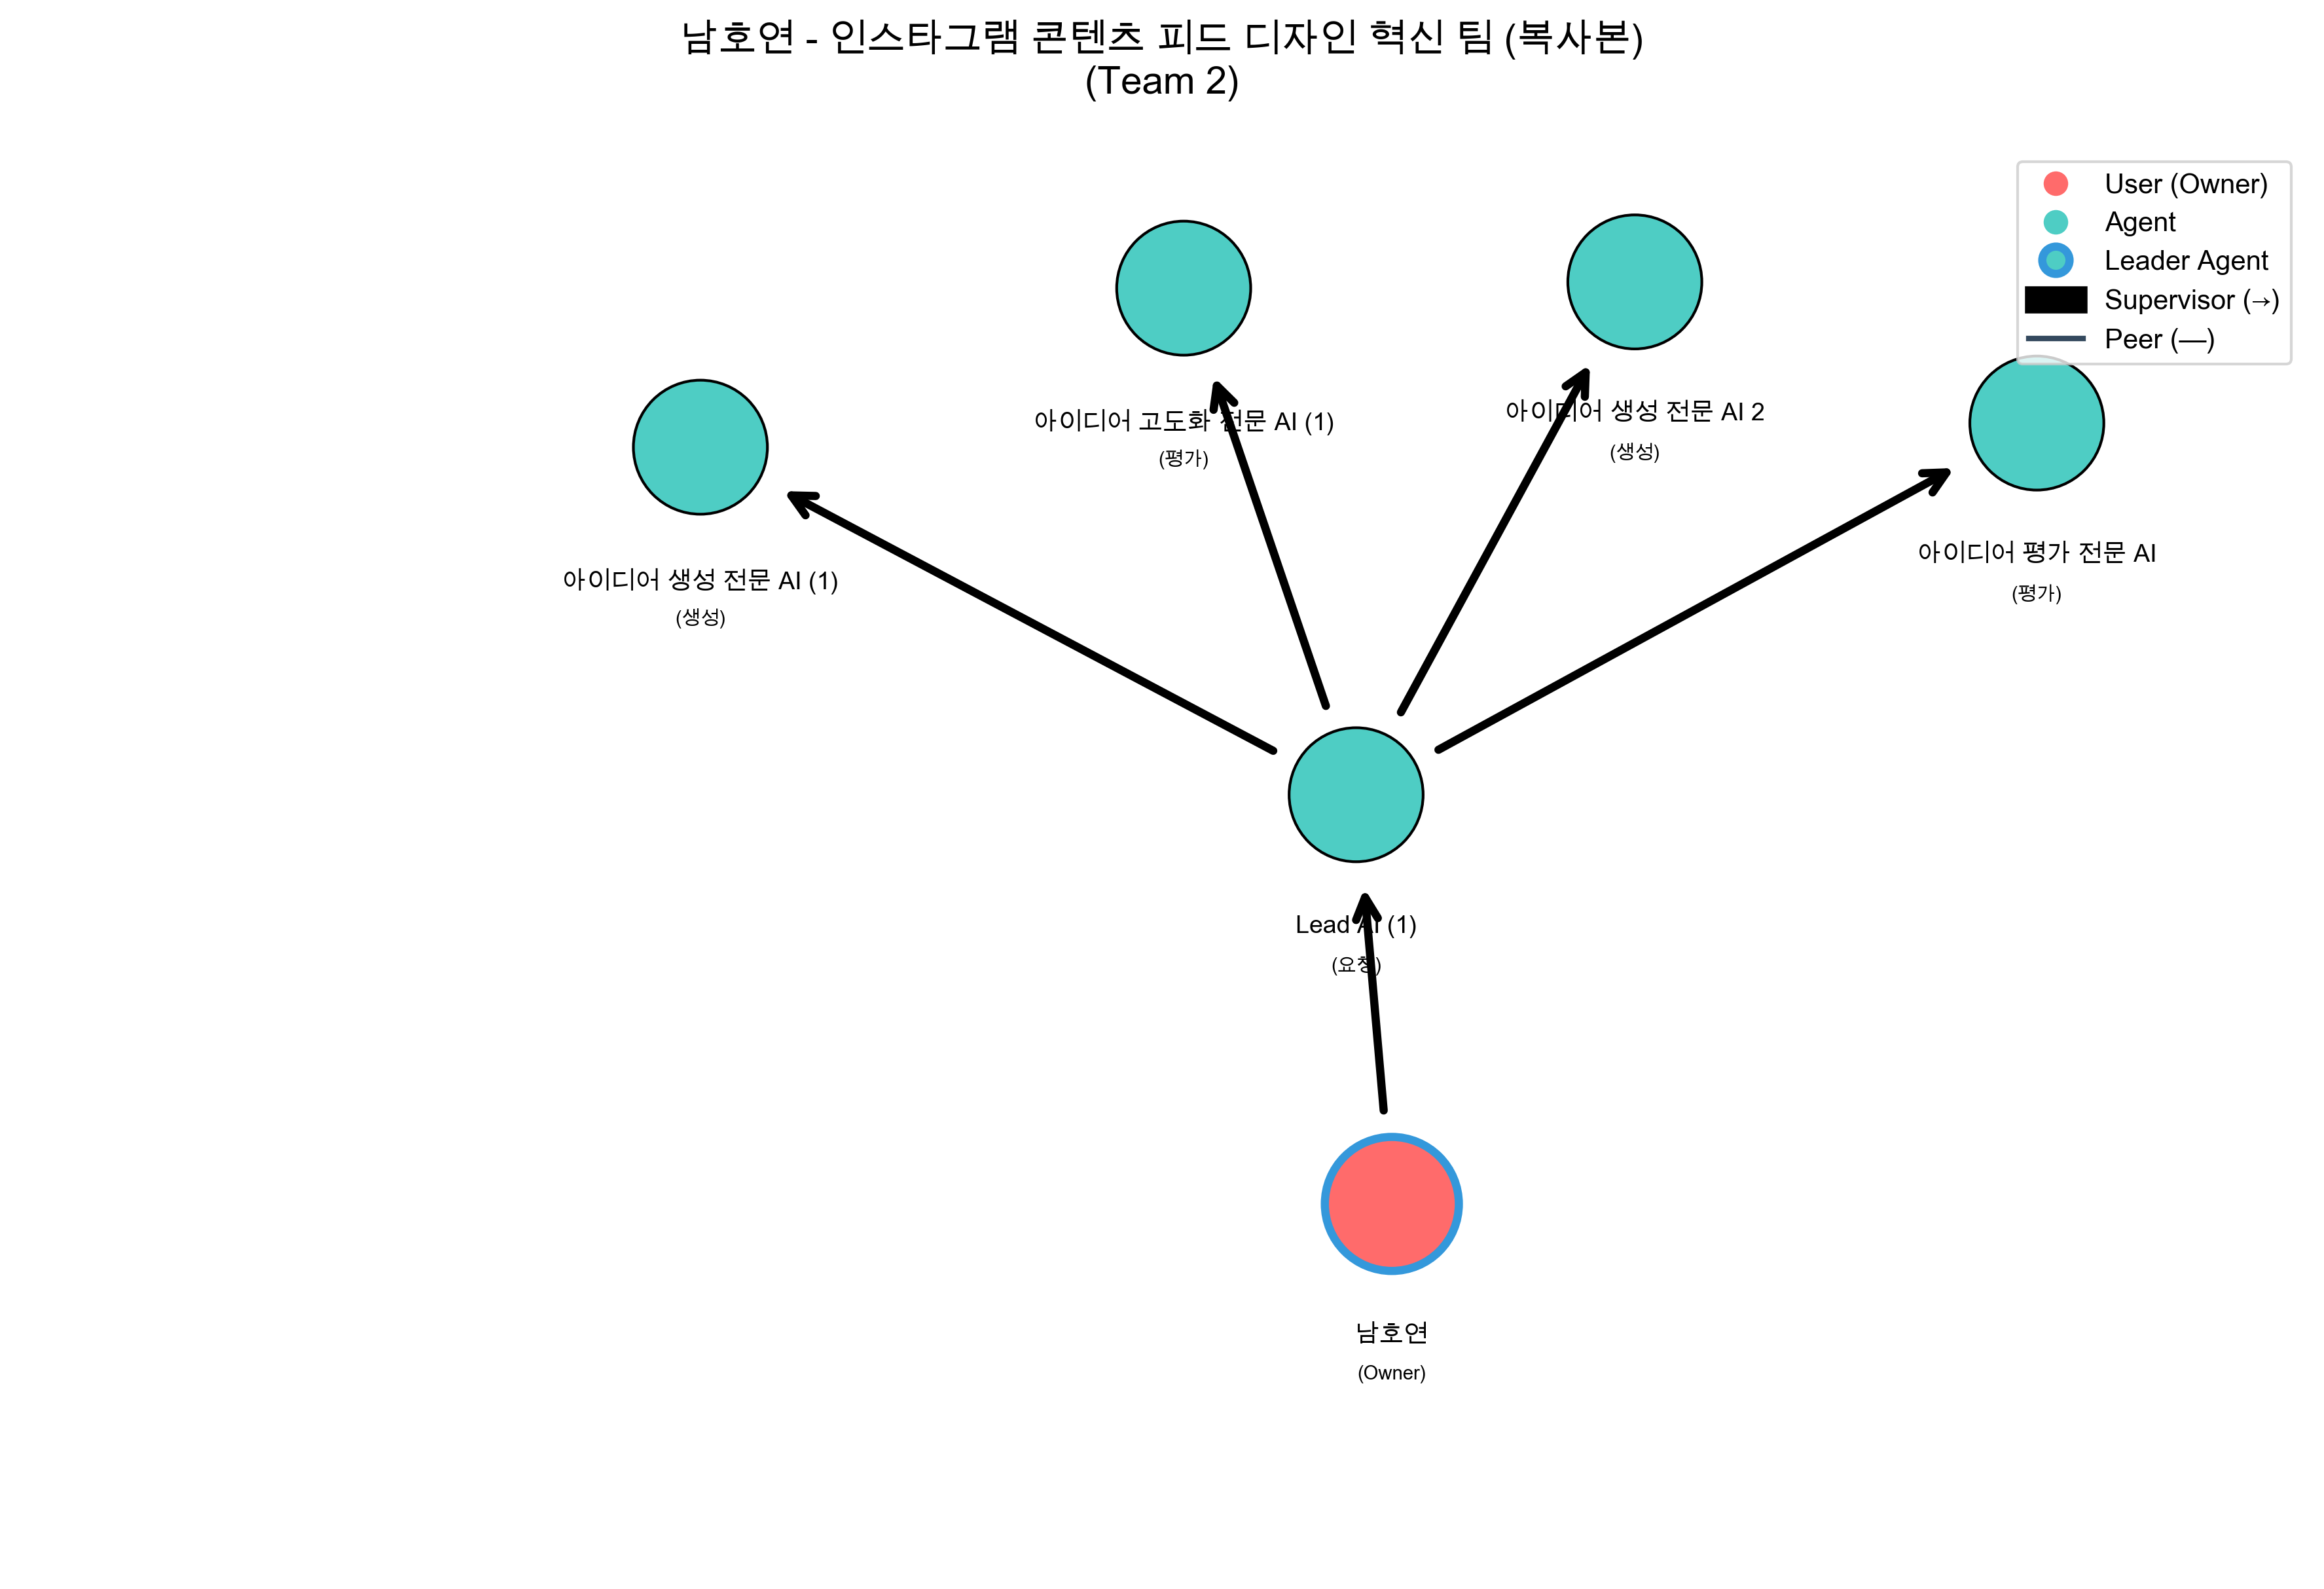 남호연 - 인스타그램 콘텐츠 피드 디자인 혁신 팀 (복사본)
(Team 2)
User (Owner)
Agent
Leader Agent
Supervisor (→)
Peer (—)
아이디어 고도화 전문 AI (1)
(평가)
아이디어 생성 전문 AI 2
(생성)
아이디어 평가 전문 AI
(평가)
아이디어 생성 전문 AI (1)
(생성)
Lead AI (1)
(요청)
남호연
(Owner)